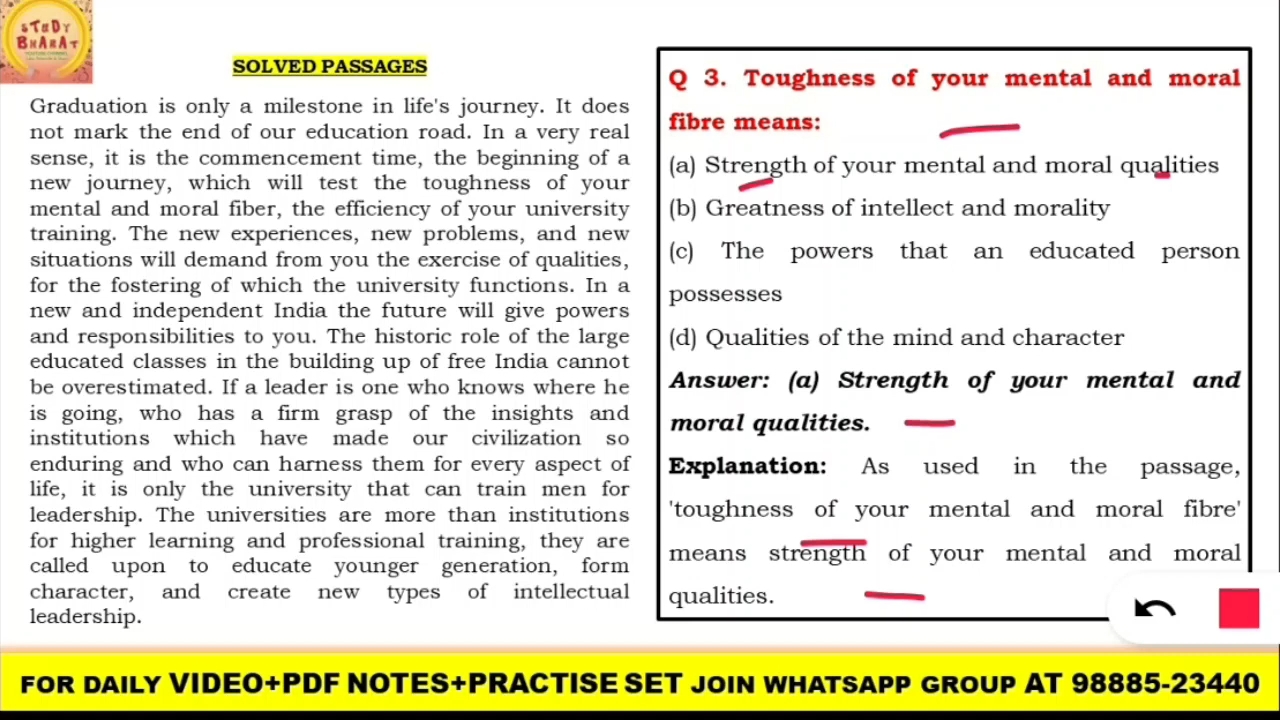 STUDY
BHARAT
SOLVED PASSAGES
Graduation is only a milestone in life's journey. It does
not mark the end of our education road. In a very real
sense, it is the commencement time, the beginning of a
new journey, which will test the toughness of your
mental and moral fiber, the efficiency of your university
training. The new experiences, new problems, and new
situations will demand from you the exercise of qualities,
for the fostering of which the university functions. In a
new and independent India the future will give powers
and responsibilities to you. The historic role of the large
educated classes in the building up of free India cannot
be overestimated. If a leader is one who knows where he
is going, who has a firm grasp of the insights and
institutions which have made our civilization so
enduring and who can harness them for every aspect of
life, it is only the university that can train men for
leadership. The universities are more than institutions
for higher learning and professional training, they are
called upon to educate younger generation, form
character, and create new types of intellectual
leadership.
Q 3. Toughness of your mental and moral
fibre means:
(a) Strength of your mental and moral qualities
(b) Greatness of intellect and morality
(c) The powers that an educated person
possesses
(d) Qualities of the mind and character
Answer: (a) Strength of your mental and
moral qualities.
Explanation: As used in the passage,
'toughness of your mental and moral fibre'
means strength of your mental and moral
qualities.
FOR DAILY VIDEO+PDF NOTES+PRACTISE SET JOIN WHATSAPP GROUP AT 98885-23440